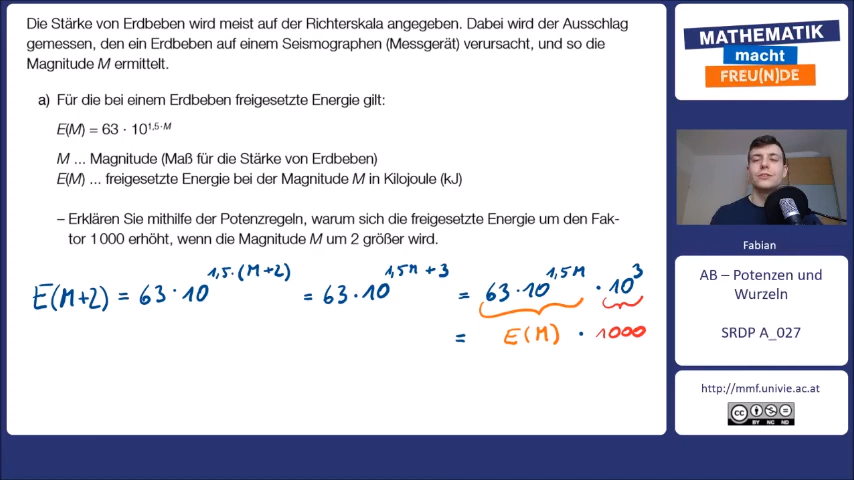 Die Stärke von Erdbeben wird meist auf der Richterskala angegeben. Dabei wird der Ausschlag
gemessen, den ein Erdbeben auf einem Seismographen (Messgerät) verursacht, und so die
Magnitude M ermittelt.
a) Für die bei einem Erdbeben freigesetzte Energie gilt:
E(M) = 63 · 10^1,5 · M
M ... Magnitude (Maß für die Stärke von Erdbeben)
E(M) ... freigesetzte Energie bei der Magnitude M in Kilojoule (kJ)
– Erklären Sie mithilfe der Potenzregeln, warum sich die freigesetzte Energie um den Fak-
tor 1 000 erhöht, wenn die Magnitude M um 2 größer wird.
E(M+2) = 63 · 10^1,5 · (M+2) = 63 · 10^1,5M + 3 = 63 · 10^1,5M · 10^3
= E(M) · 1000
MATHEMATIK
macht
FREU(N)DE
Fabian
AB – Potenzen und
Wurzeln
SRDP A_027
http://mmf.univie.ac.at
cc
BY NC ND